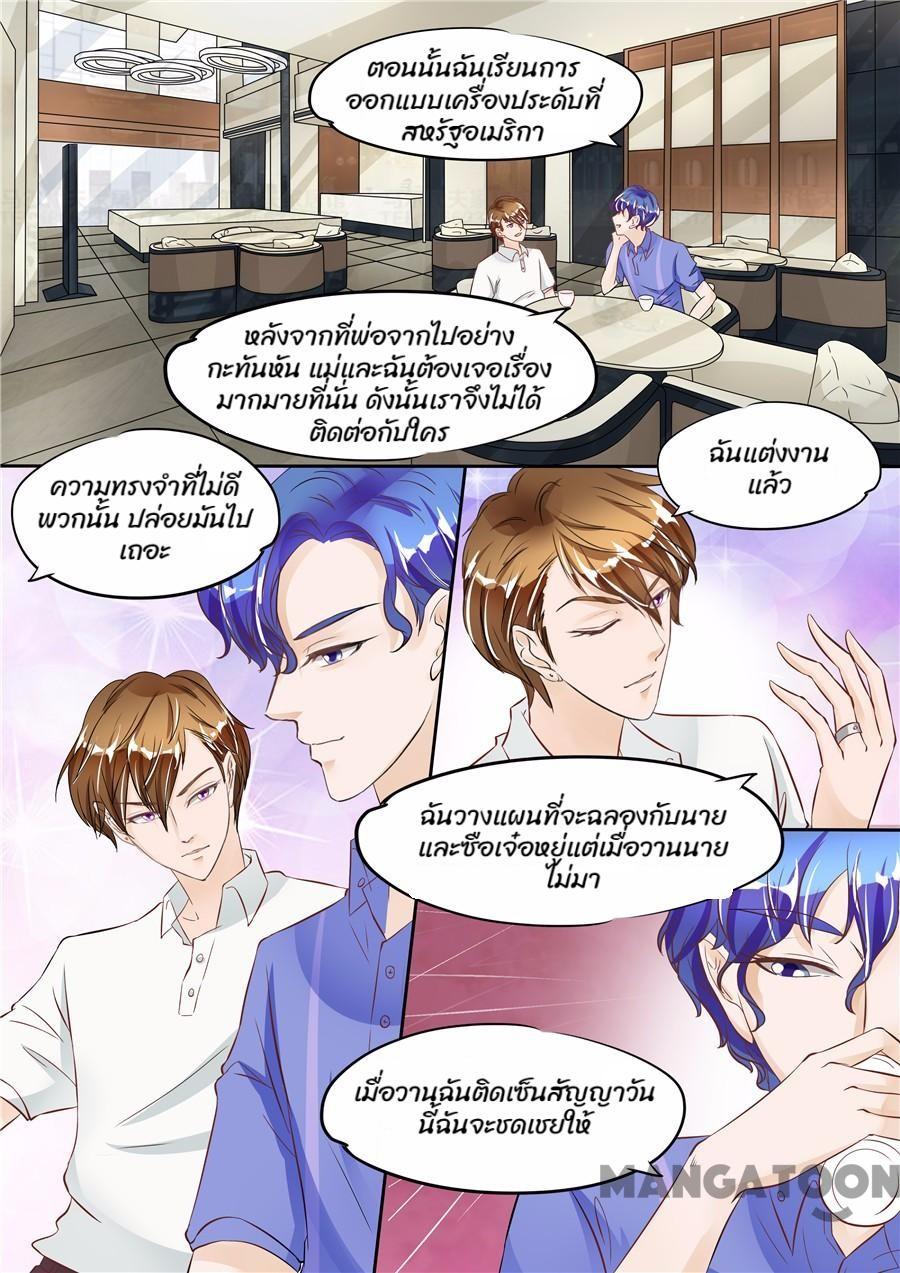 ตอนนั้นฉันเรียนการ
ออกแบบเครื่องประดับที่
สหรัฐอเมริกา
หลังจากที่พ่อจากไปอย่าง
กะทันหัน แม่และฉันต้องเจอเรื่อง
มากมายที่นั่น ดังนั้นเราจึงไม่ได้
ติดต่อกับใคร
ความทรงจำที่ไม่ดี
พวกนั้น ปล่อยมันไป
เถอะ
ฉันแต่งงาน
แล้ว
ฉันวางแผนที่จะฉลองกับนาย
และซือเจ๋อหยู่แต่เมื่อวานนาย
ไม่มา
เมื่อวานฉันติดเซ็นสัญญาวัน
นี้ฉันจะชดเชยให้
MANGATOON